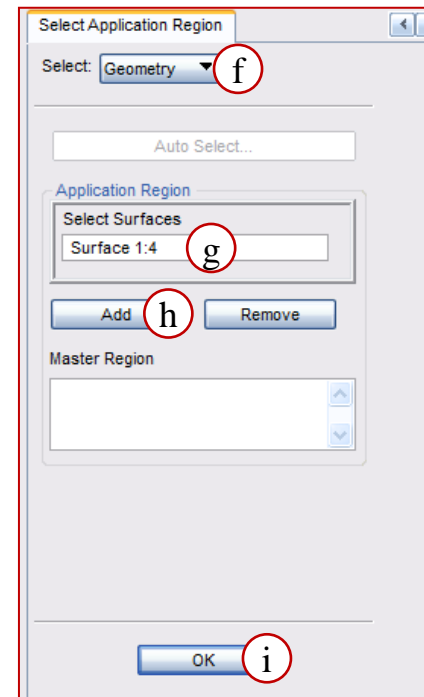 Select Application Region
Select: Geometry f
Auto Select...
Application Region
Select Surfaces
Surface 1:4 g
Add h Remove
Master Region
OK i